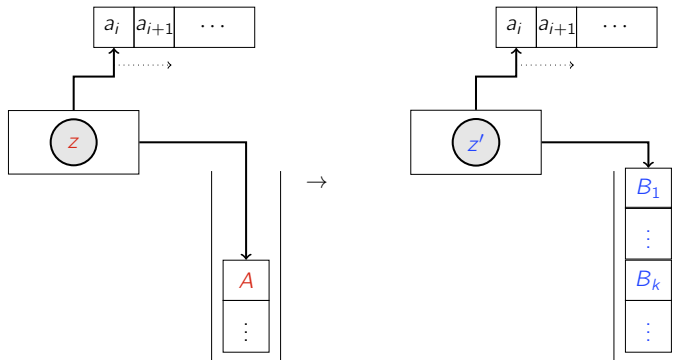 a_i a_{i+1} ⋯ a_i a_{i+1} ⋯
z z′
→
B_1
⋮
A B_k
⋮ ⋮